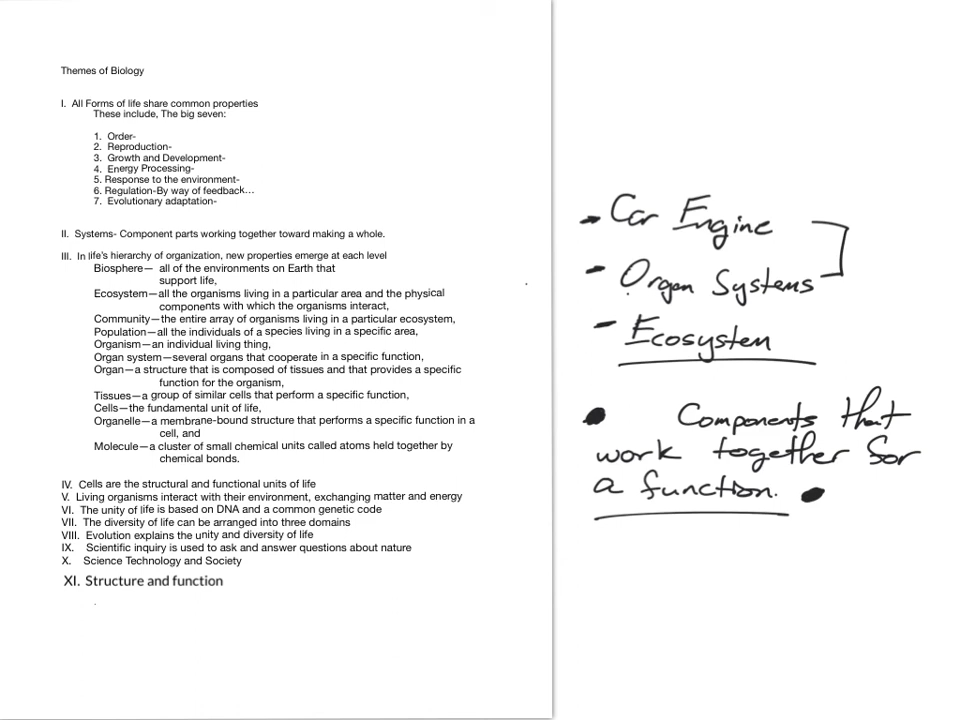 Themes of Biology
I. All Forms of life share common properties
These include, The big seven:
1. Order-
2. Reproduction-
3. Growth and Development-
4. Energy Processing-
5. Response to the environment-
6. Regulation-By way of feedback...
7. Evolutionary adaptation-
II. Systems- Component parts working together toward making a whole.
III. In life's hierarchy of organization, new properties emerge at each level
Biosphere— all of the environments on Earth that
support life,
Ecosystem—all the organisms living in a particular area and the physical
components with which the organisms interact,
Community—the entire array of organisms living in a particular ecosystem,
Population—all the individuals of a species living in a specific area,
Organism—an individual living thing,
Organ system—several organs that cooperate in a specific function,
Organ—a structure that is composed of tissues and that provides a specific
function for the organism,
Tissues—a group of similar cells that perform a specific function,
Cells—the fundamental unit of life,
Organelle—a membrane-bound structure that performs a specific function in a
cell, and
Molecule—a cluster of small chemical units called atoms held together by
chemical bonds.
IV. Cells are the structural and functional units of life
V. Living organisms interact with their environment, exchanging matter and energy
VI. The unity of life is based on DNA and a common genetic code
VII. The diversity of life can be arranged into three domains
VIII. Evolution explains the unity and diversity of life
IX. Scientific inquiry is used to ask and answer questions about nature
X. Science Technology and Society
XI. Structure and function
- Car Engine
- Organ Systems
- Ecosystem
● Components that
work together for
a function. ●